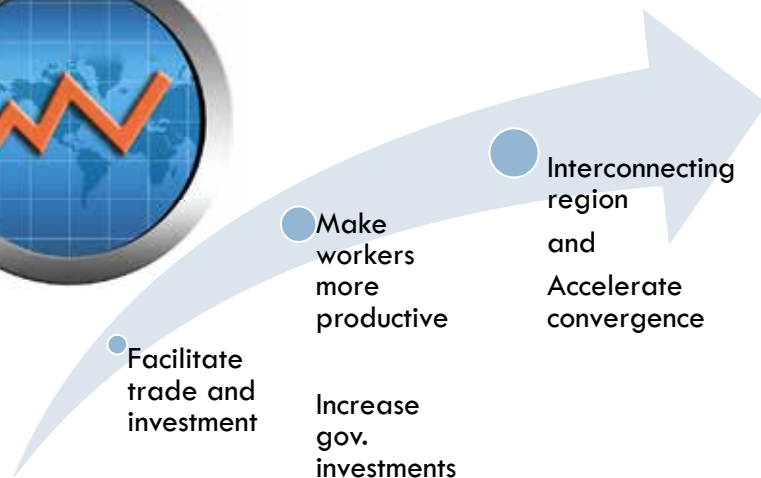 Facilitate
trade and
investment
Make
workers
more
productive
Increase
gov.
investments
Interconnecting
region
and
Accelerate
convergence